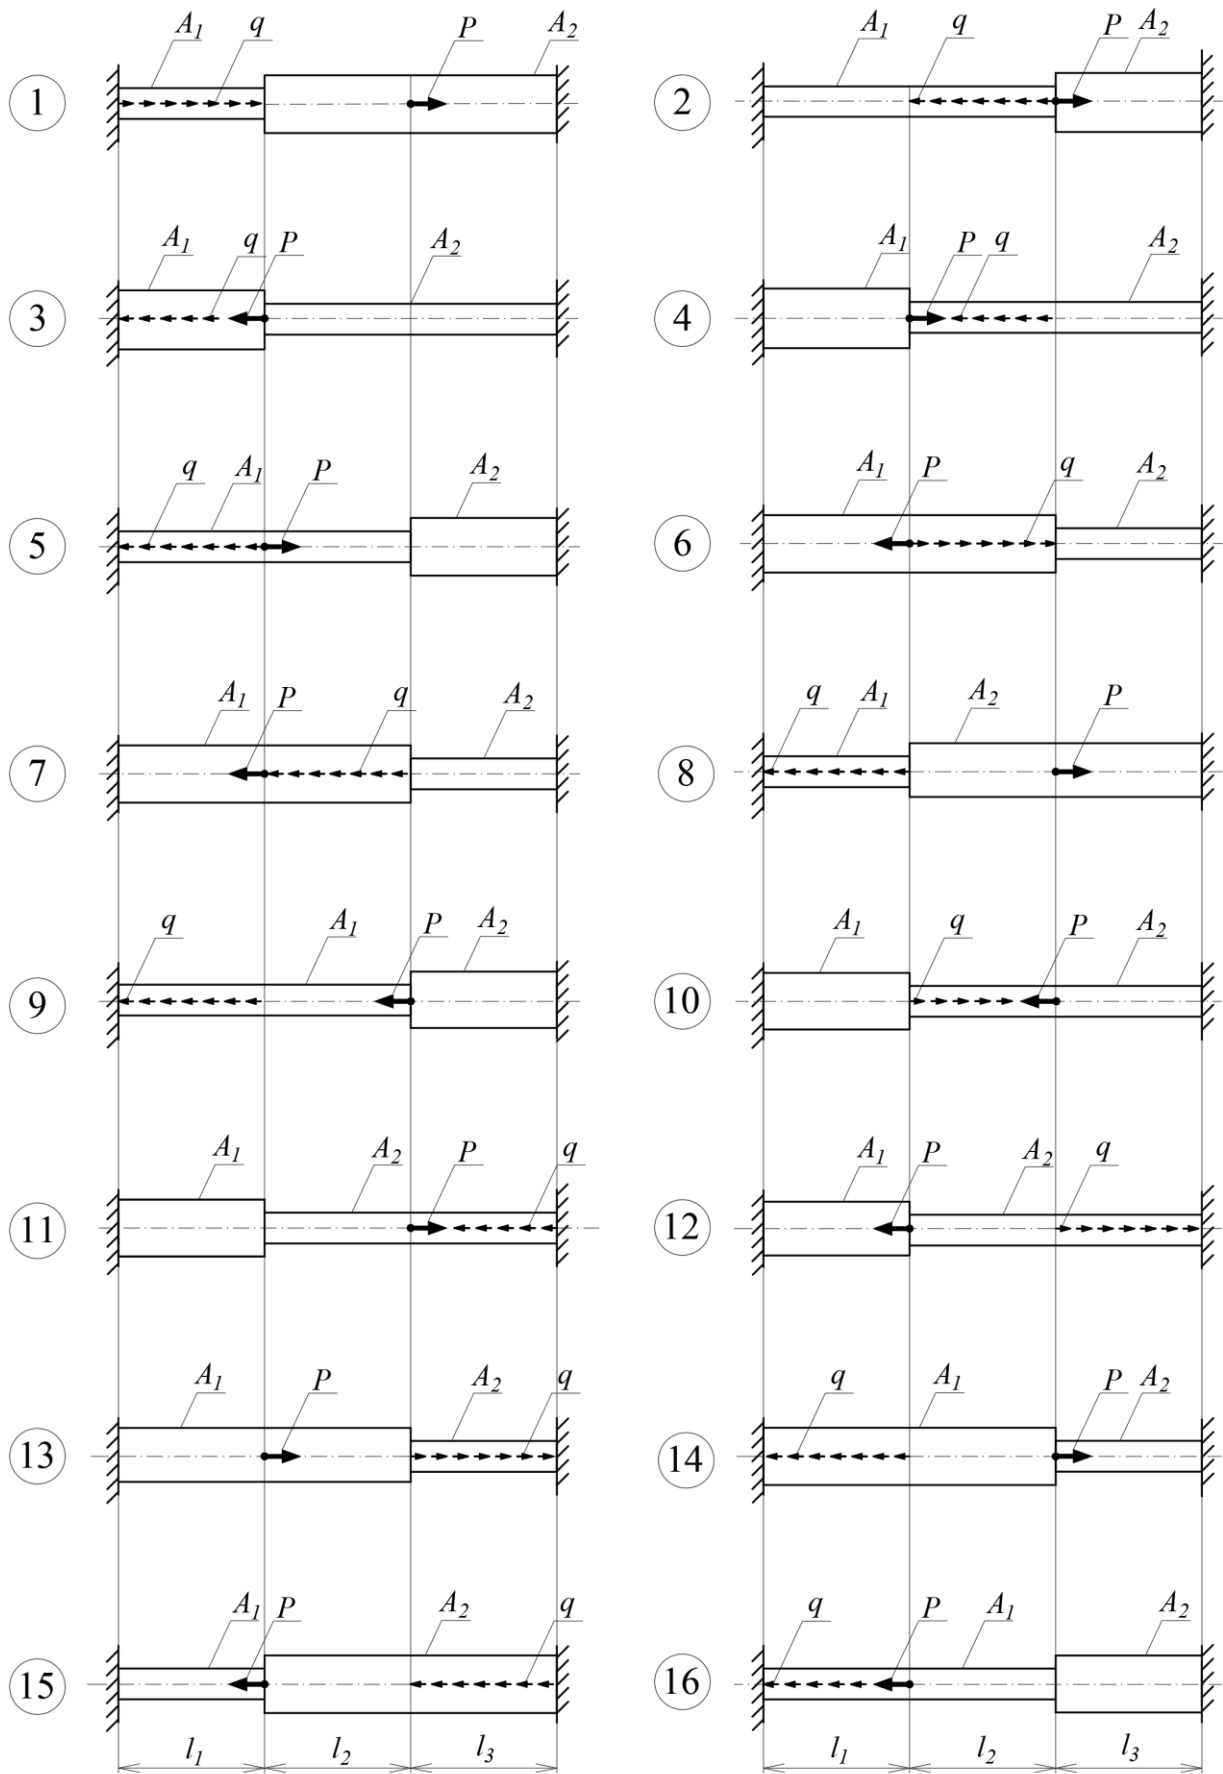 A1 q P A2
1
A1 q P A2
2
A1 q P A2
3
A1 P q A2
4
q A1 P A2
5
A1 P q A2
6
A1 P q A2
7
q A1 A2 P
8
q A1 P A2
9
A1 q P A2
10
A1 A2 P q
11
A1 P A2 q
12
A1 P A2 q
13
q A1 P A2
14
A1 P A2 q
15
q P A1 A2
16
l1 l2 l3
l1 l2 l3